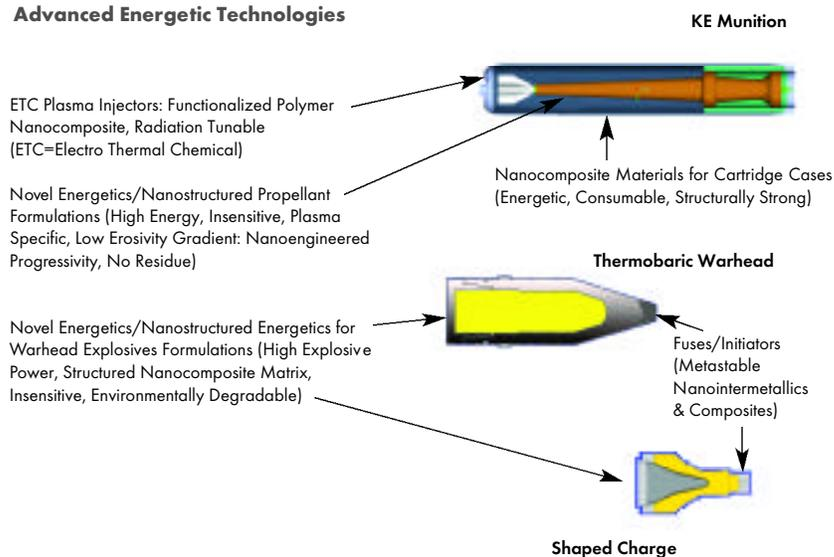 Advanced Energetic Technologies
KE Munition
ETC Plasma Injectors: Functionalized Polymer
Nanocomposite, Radiation Tunable
(ETC=Electro Thermal Chemical)
Nanocomposite Materials for Cartridge Cases
(Energetic, Consumable, Structurally Strong)
Novel Energetics/Nanostructured Propellant
Formulations (High Energy, Insensitive, Plasma
Specific, Low Erosivity Gradient: Nanoengineered
Progressivity, No Residue)
Thermobaric Warhead
Novel Energetics/Nanostructured Energetics for
Warhead Explosives Formulations (High Explosive
Power, Structured Nanocomposite Matrix,
Insensitive, Environmentally Degradable)
Fuses/Initiators
(Metastable
Nanointermetallics
& Composites)
Shaped Charge